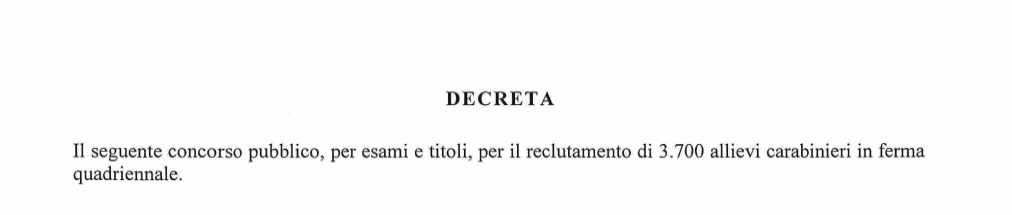 DECRETA
Il seguente concorso pubblico, per esami e titoli, per il reclutamento di 3.700 allievi carabinieri in ferma
quadriennale.